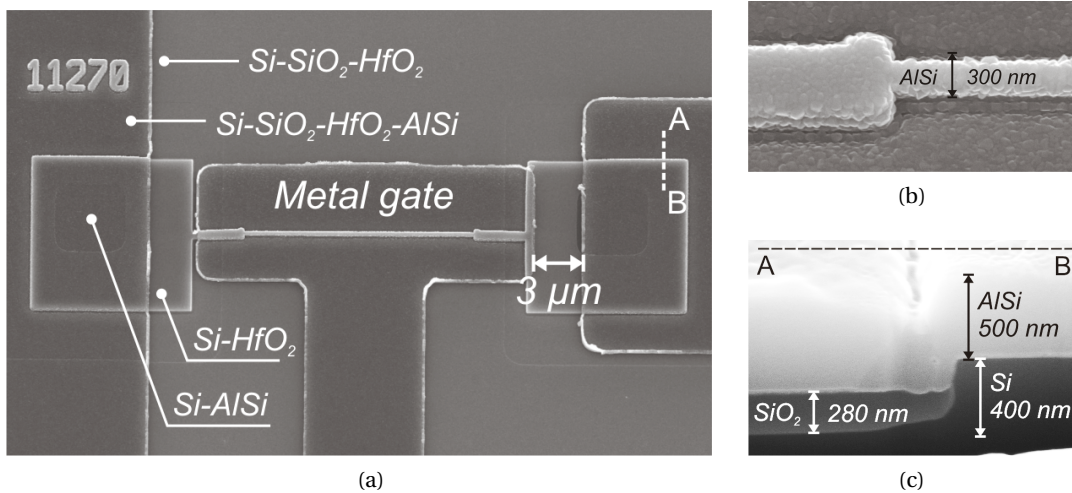 11270
Si-SiO₂-HfO₂
Si-SiO₂-HfO₂-AlSi
A
Metal gate
B
3 µm
Si-HfO₂
Si-AlSi
(a)
AlSi 300 nm
(b)
A B
AlSi
500 nm
Si
400 nm
SiO₂ 280 nm
(c)